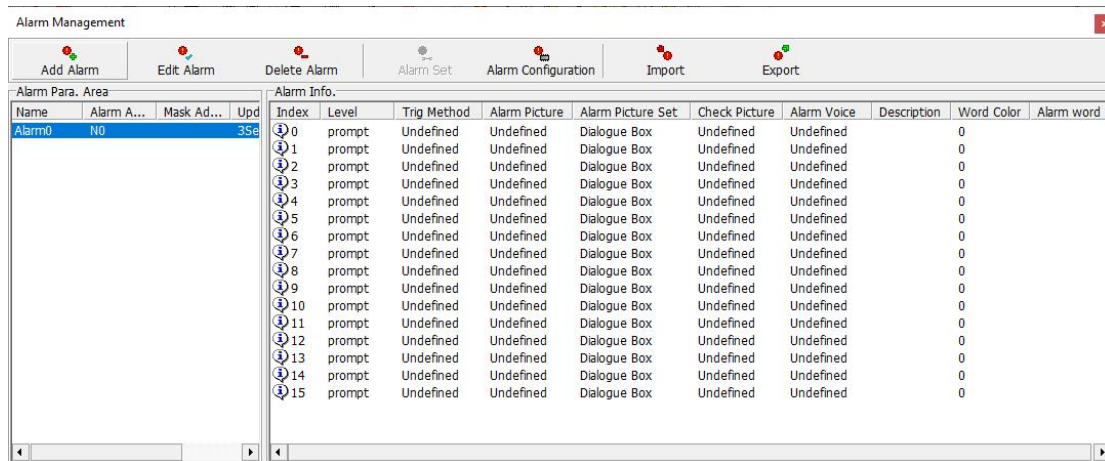 Alarm Management
Add Alarm Edit Alarm Delete Alarm Alarm Set Alarm Configuration Import Export
Alarm Para. Area
Name Alarm A... Mask Ad... Upd
Alarm0 N0 3Se
Alarm Info.
Index Level Trig Method Alarm Picture Alarm Picture Set Check Picture Alarm Voice Description Word Color Alarm word
0 prompt Undefined Undefined Dialogue Box Undefined Undefined 0
1 prompt Undefined Undefined Dialogue Box Undefined Undefined 0
2 prompt Undefined Undefined Dialogue Box Undefined Undefined 0
3 prompt Undefined Undefined Dialogue Box Undefined Undefined 0
4 prompt Undefined Undefined Dialogue Box Undefined Undefined 0
5 prompt Undefined Undefined Dialogue Box Undefined Undefined 0
6 prompt Undefined Undefined Dialogue Box Undefined Undefined 0
7 prompt Undefined Undefined Dialogue Box Undefined Undefined 0
8 prompt Undefined Undefined Dialogue Box Undefined Undefined 0
9 prompt Undefined Undefined Dialogue Box Undefined Undefined 0
10 prompt Undefined Undefined Dialogue Box Undefined Undefined 0
11 prompt Undefined Undefined Dialogue Box Undefined Undefined 0
12 prompt Undefined Undefined Dialogue Box Undefined Undefined 0
13 prompt Undefined Undefined Dialogue Box Undefined Undefined 0
14 prompt Undefined Undefined Dialogue Box Undefined Undefined 0
15 prompt Undefined Undefined Dialogue Box Undefined Undefined 0